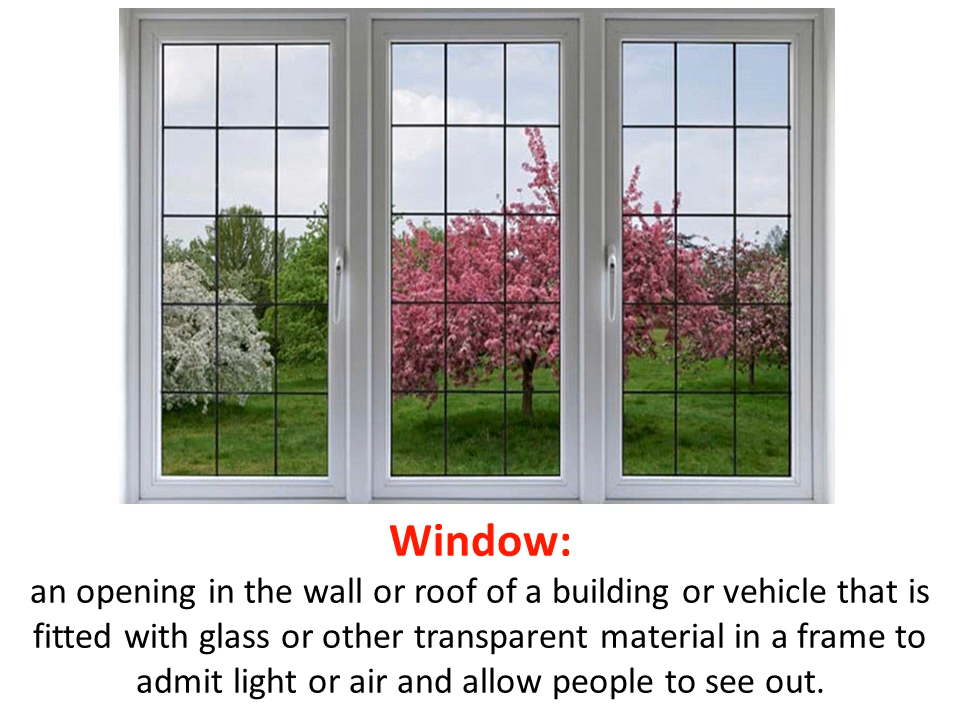 Window:
an opening in the wall or roof of a building or vehicle that is
fitted with glass or other transparent material in a frame to
admit light or air and allow people to see out.